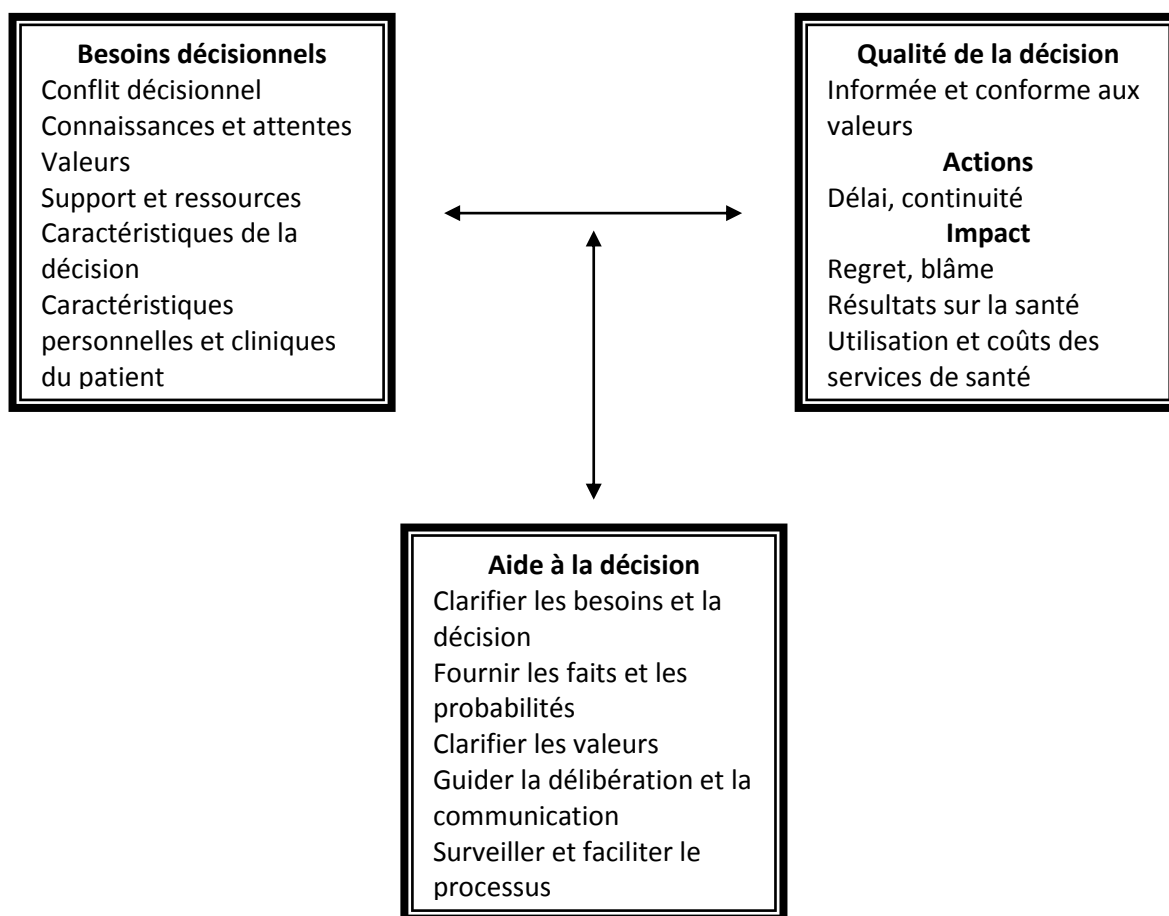 Besoins décisionnels
Conflit décisionnel
Connaissances et attentes
Valeurs
Support et ressources
Caractéristiques de la
décision
Caractéristiques
personnelles et cliniques
du patient
Qualité de la décision
Informée et conforme aux
valeurs
Actions
Délai, continuité
Impact
Regret, blâme
Résultats sur la santé
Utilisation et coûts des
services de santé
Aide à la décision
Clarifier les besoins et la
décision
Fournir les faits et les
probabilités
Clarifier les valeurs
Guider la délibération et la
communication
Surveiller et faciliter le
processus